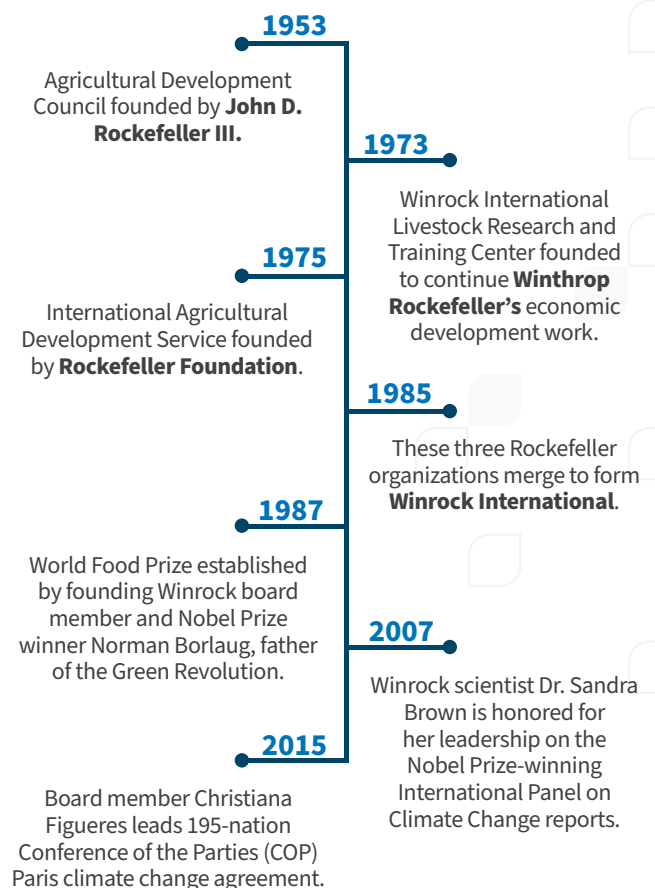 1953
Agricultural Development
Council founded by John D.
Rockefeller III.
1973
Winrock International
Livestock Research and
Training Center founded
to continue Winthrop
Rockefeller’s economic
development work.
1975
International Agricultural
Development Service founded
by Rockefeller Foundation.
1985
These three Rockefeller
organizations merge to form
Winrock International.
1987
World Food Prize established
by founding Winrock board
member and Nobel Prize
winner Norman Borlaug, father
of the Green Revolution.
2007
Winrock scientist Dr. Sandra
Brown is honored for
her leadership on the
Nobel Prize-winning
International Panel on
Climate Change reports.
2015
Board member Christiana
Figueres leads 195-nation
Conference of the Parties (COP)
Paris climate change agreement.